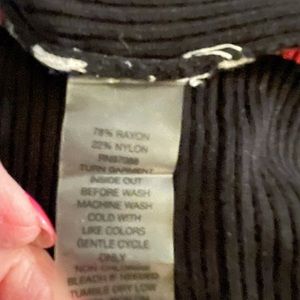 78% RAYON
22% NYLON
TURN GARMENT
INSIDE OUT
BEFORE WASH
MACHINE WASH
COLD WITH
LIKE COLORS
GENTLE CYCLE
ONLY
NON-CHLORINE
BLEACH IF NEEDED
TUMBLE DRY LOW